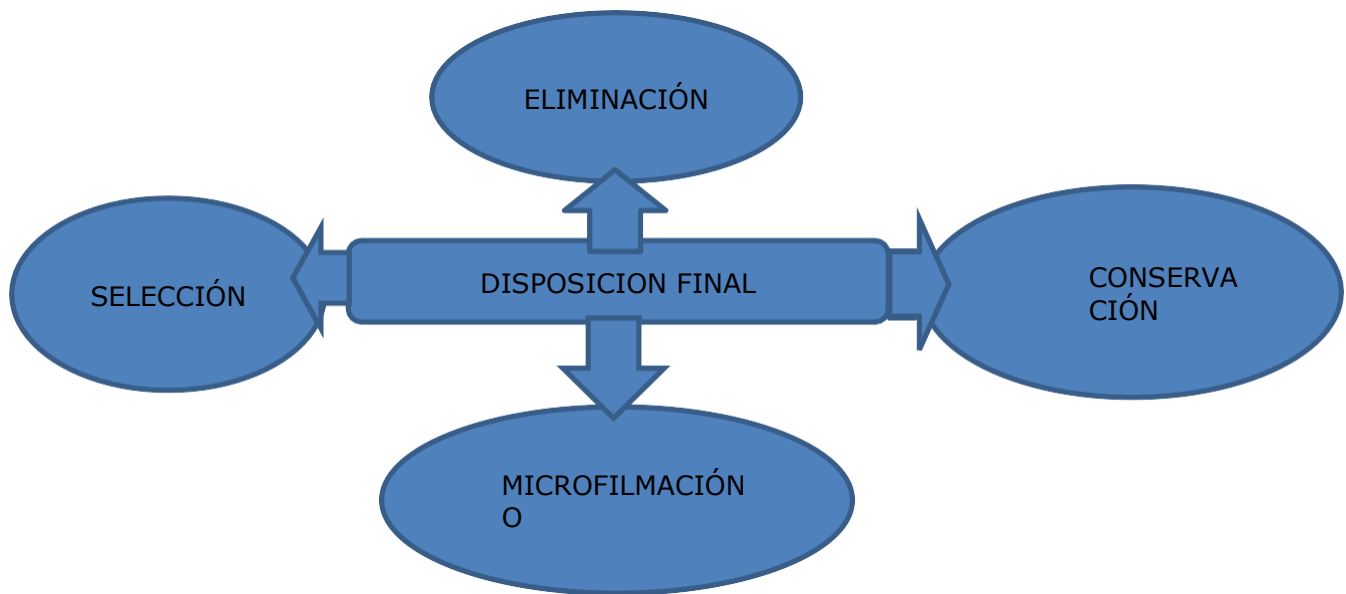 ELIMINACIÓN
SELECCIÓN
DISPOSICION FINAL
CONSERVA
CIÓN
MICROFILMACIÓN
O